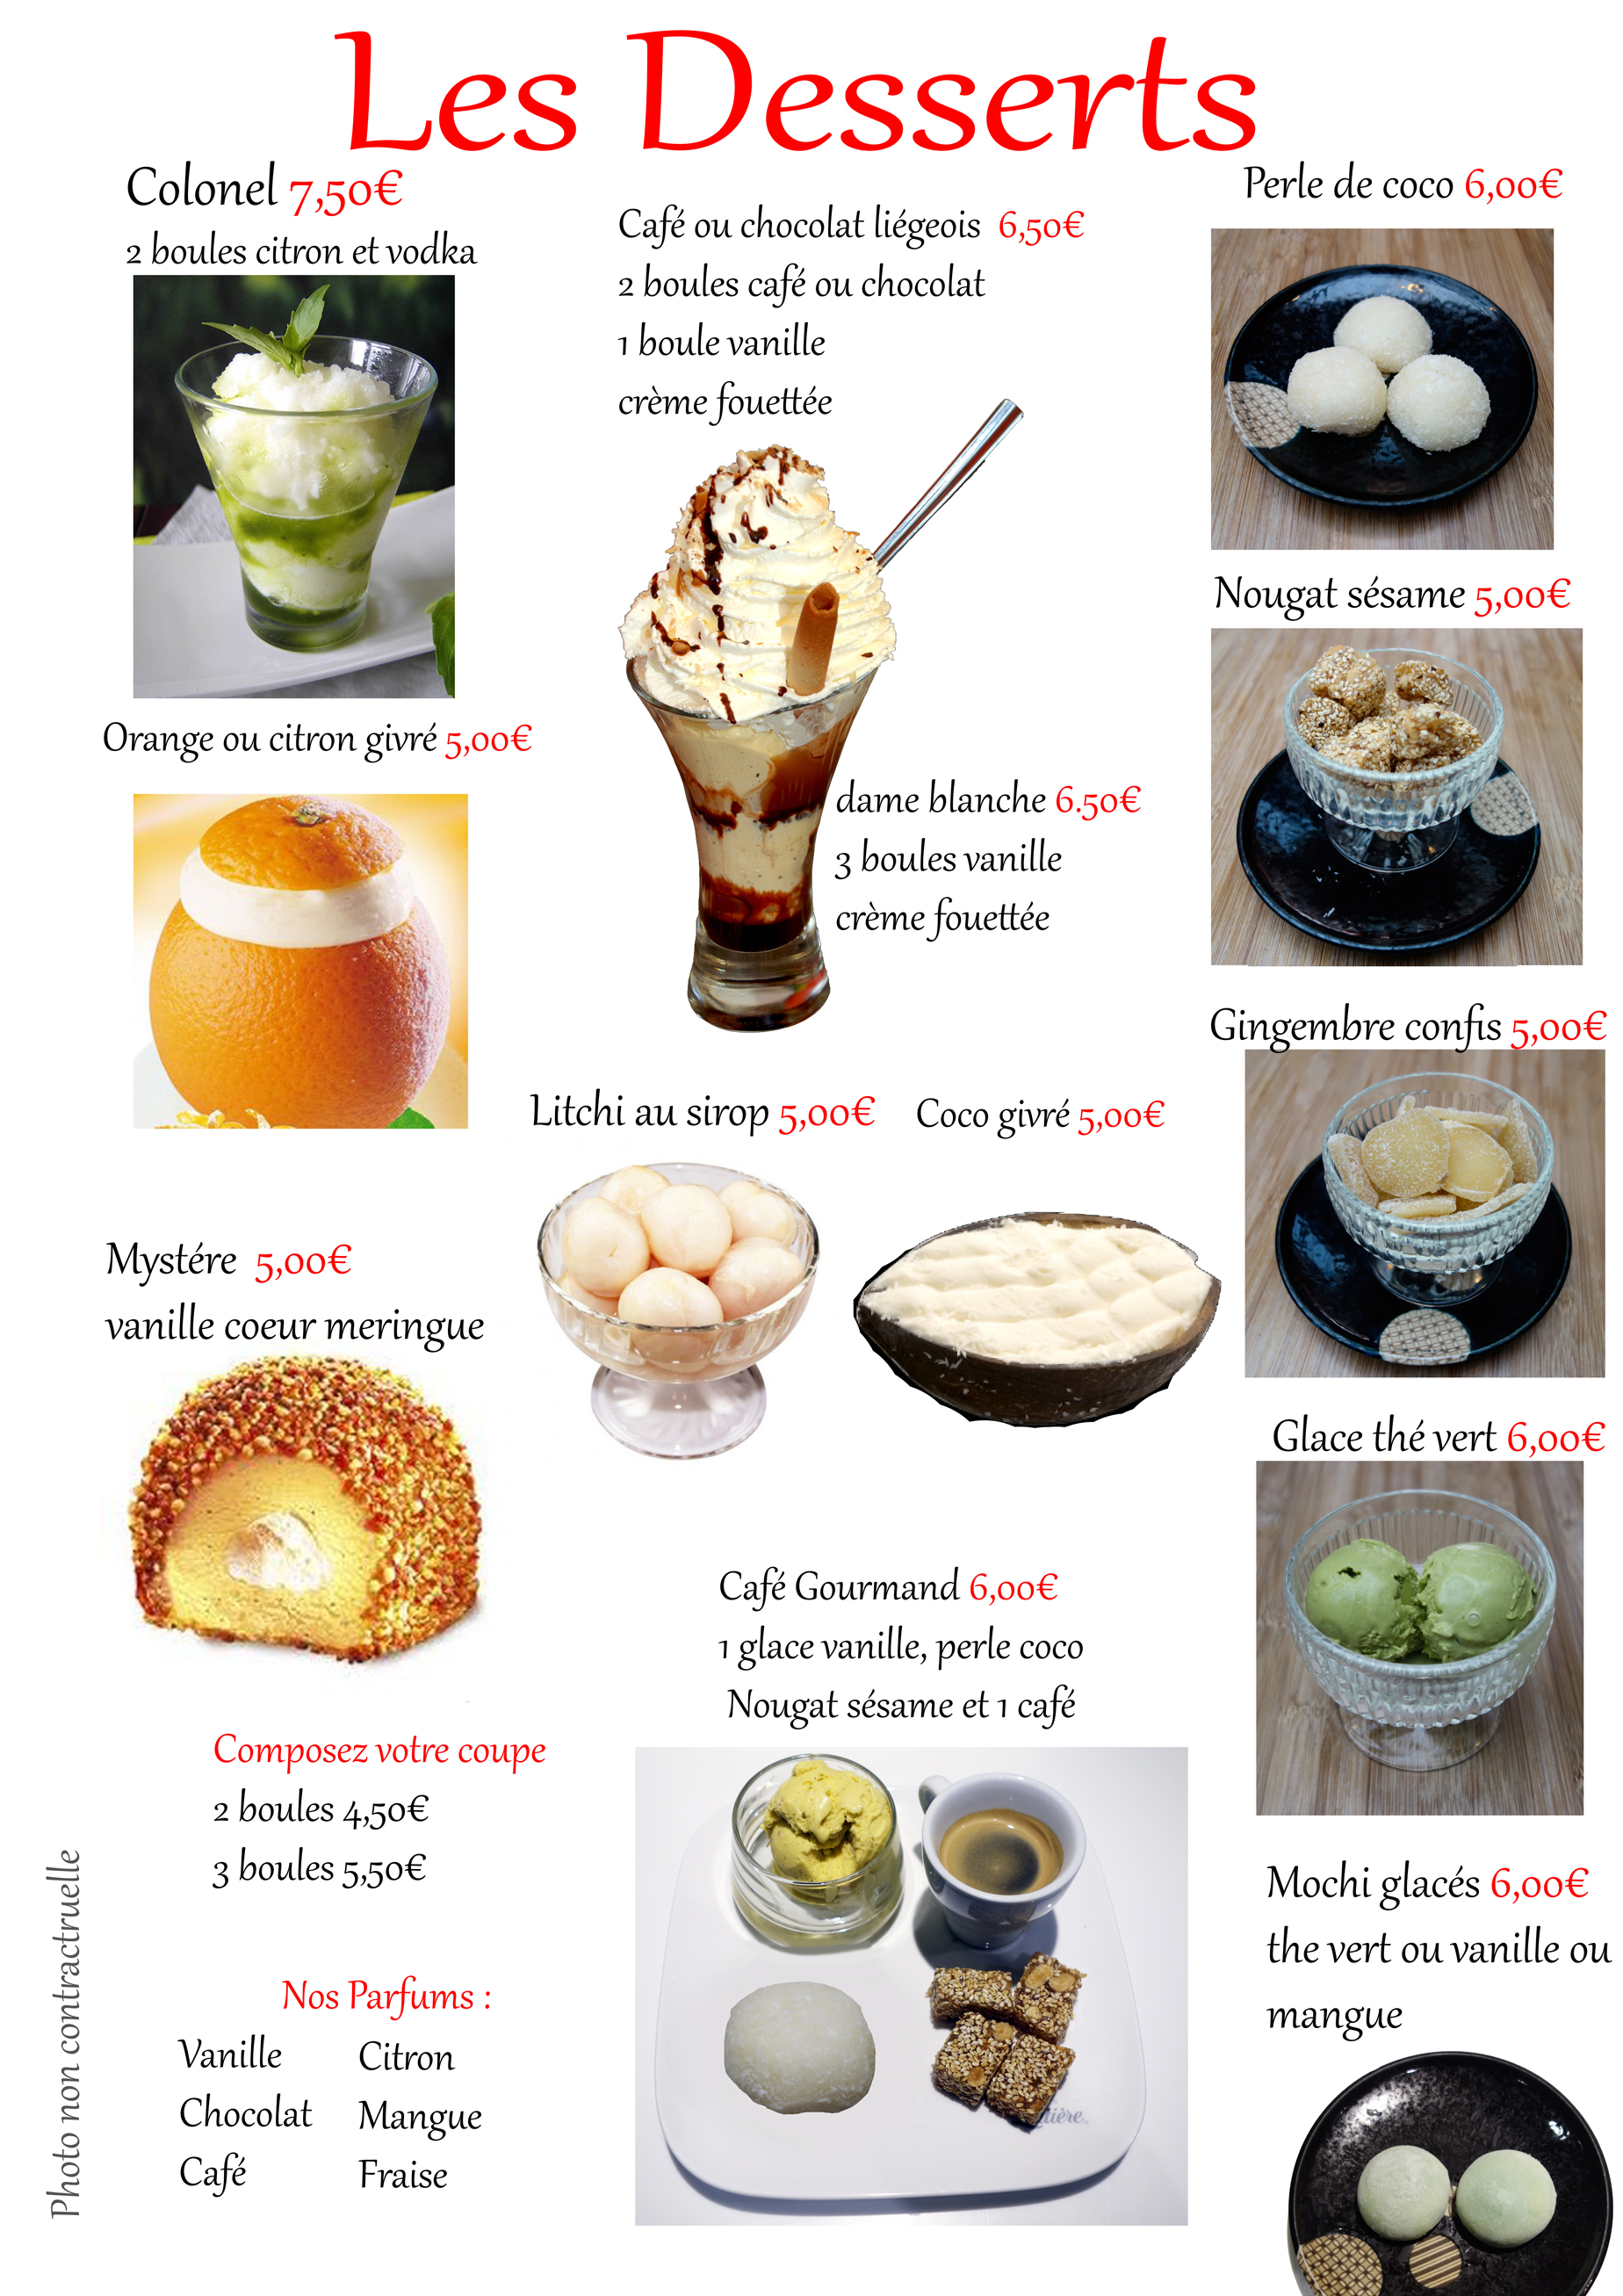 Les Desserts
Colonel 7,50€
2 boules citron et vodka
Orange ou citron givré 5,00€
Mystére 5,00€
vanille coeur meringue
Composez votre coupe
2 boules 4,50€
3 boules 5,50€
Nos Parfums :
Vanille Citron
Chocolat Mangue
Café Fraise
Photo non contractruelle
Café ou chocolat liégeois 6,50€
2 boules café ou chocolat
1 boule vanille
crème fouettée
dame blanche 6.50€
3 boules vanille
crème fouettée
Litchi au sirop 5,00€
Coco givré 5,00€
Café Gourmand 6,00€
1 glace vanille, perle coco
Nougat sésame et 1 café
Perle de coco 6,00€
Nougat sésame 5,00€
Gingembre confis 5,00€
Glace thé vert 6,00€
Mochi glacés 6,00€
the vert ou vanille ou
mangue